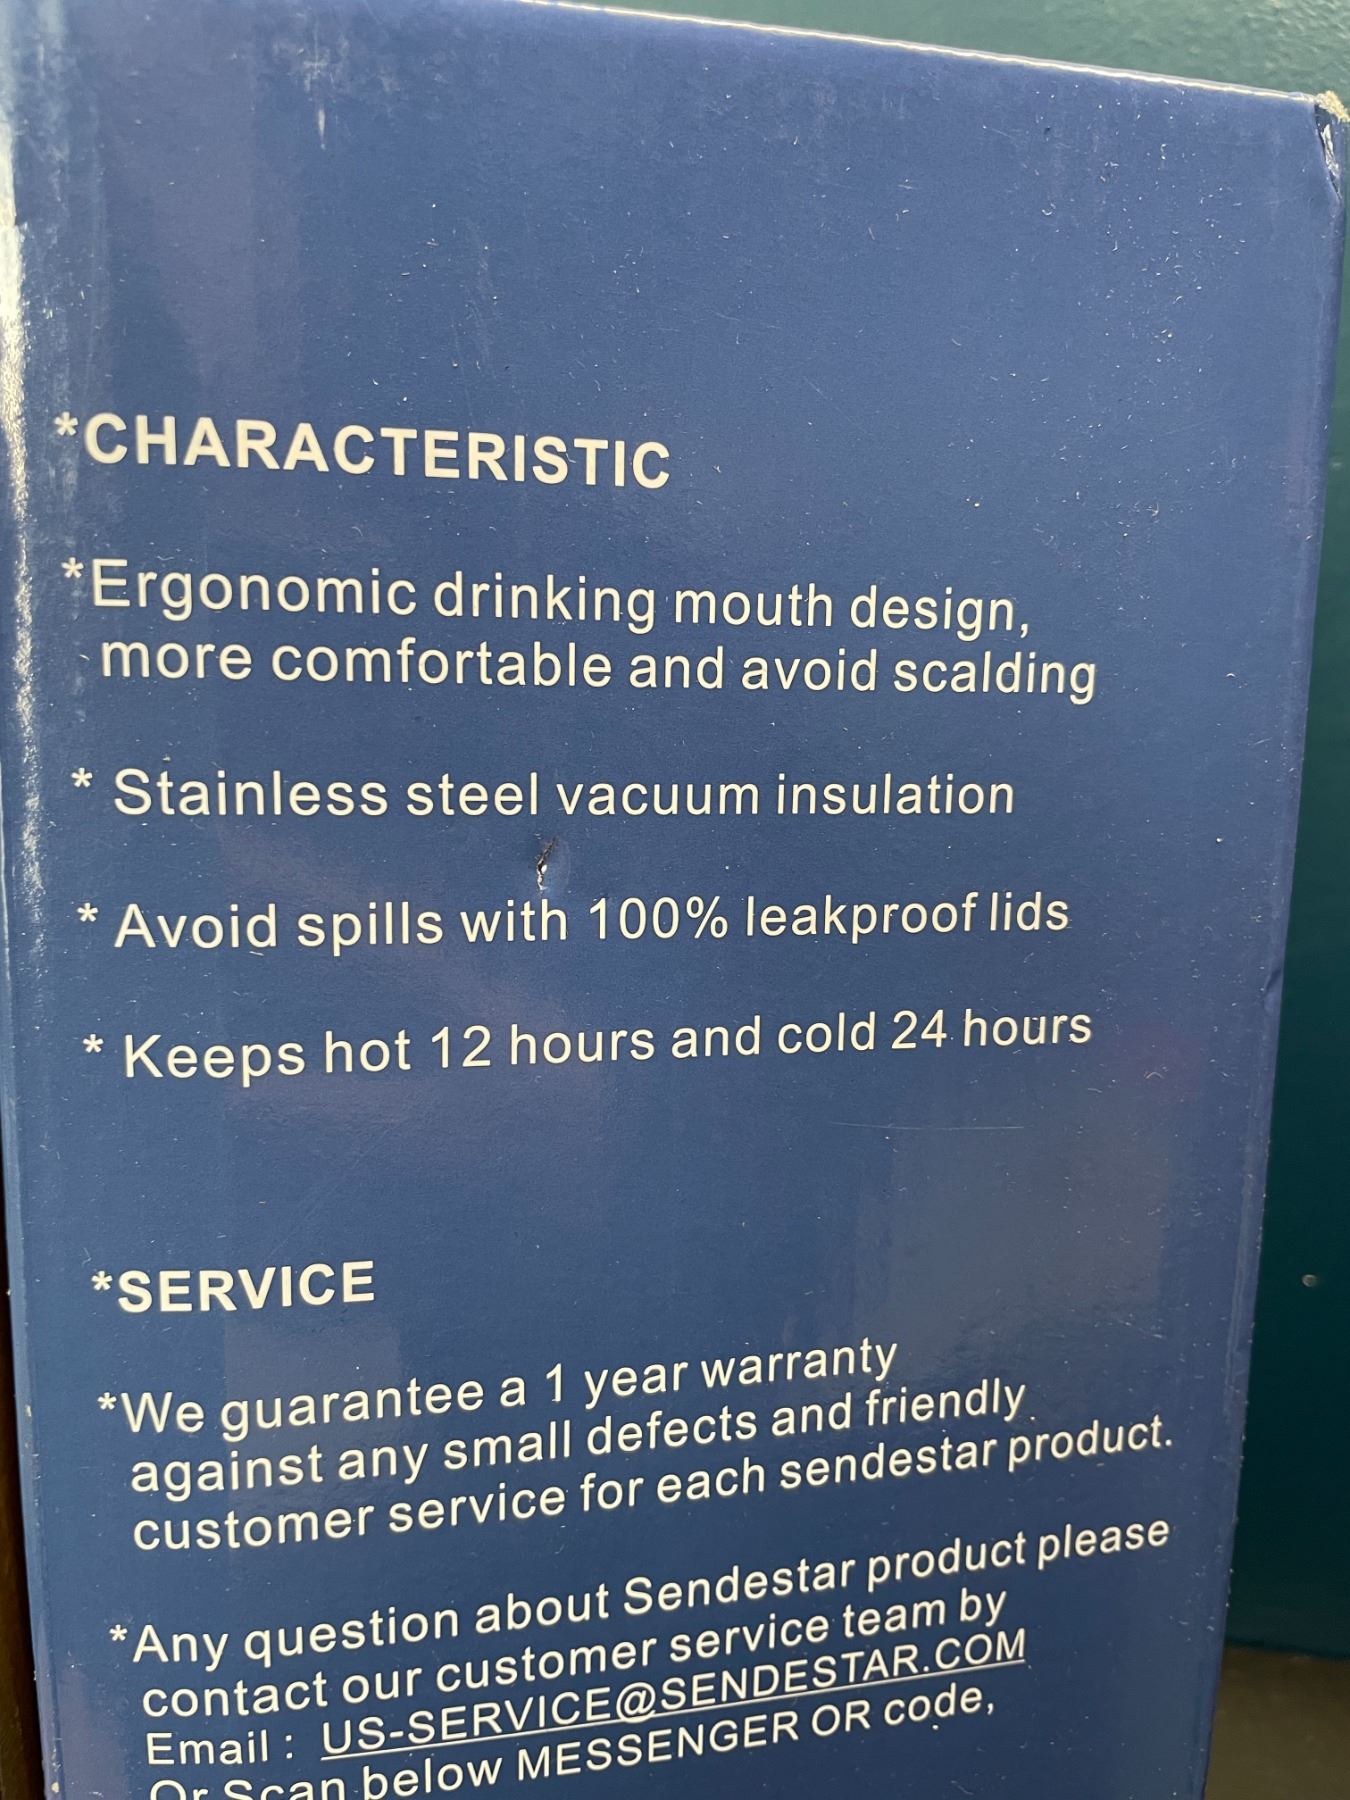 *CHARACTERISTIC
*Ergonomic drinking mouth design,
more comfortable and avoid scalding
* Stainless steel vacuum insulation
* Avoid spills with 100% leakproof lids
* Keeps hot 12 hours and cold 24 hours
*SERVICE
*We guarantee a 1 year warranty
against any small defects and friendly
customer service for each sendestar product.
*Any question about Sendestar product please
contact our customer service team by
Email : US-SERVICE@SENDESTAR.COM
Or Scan below MESSENGER OR code,